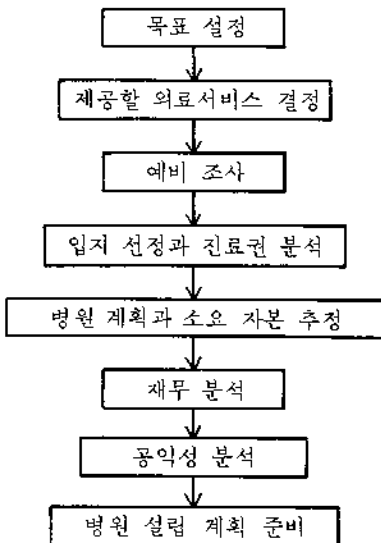 목표 설정
제공할 의료서비스 결정
예비 조사
입지 선정과 진료권 분석
병원 계획과 소요 자본 추정
재무 분석
공익성 분석
병원 설립 계획 준비